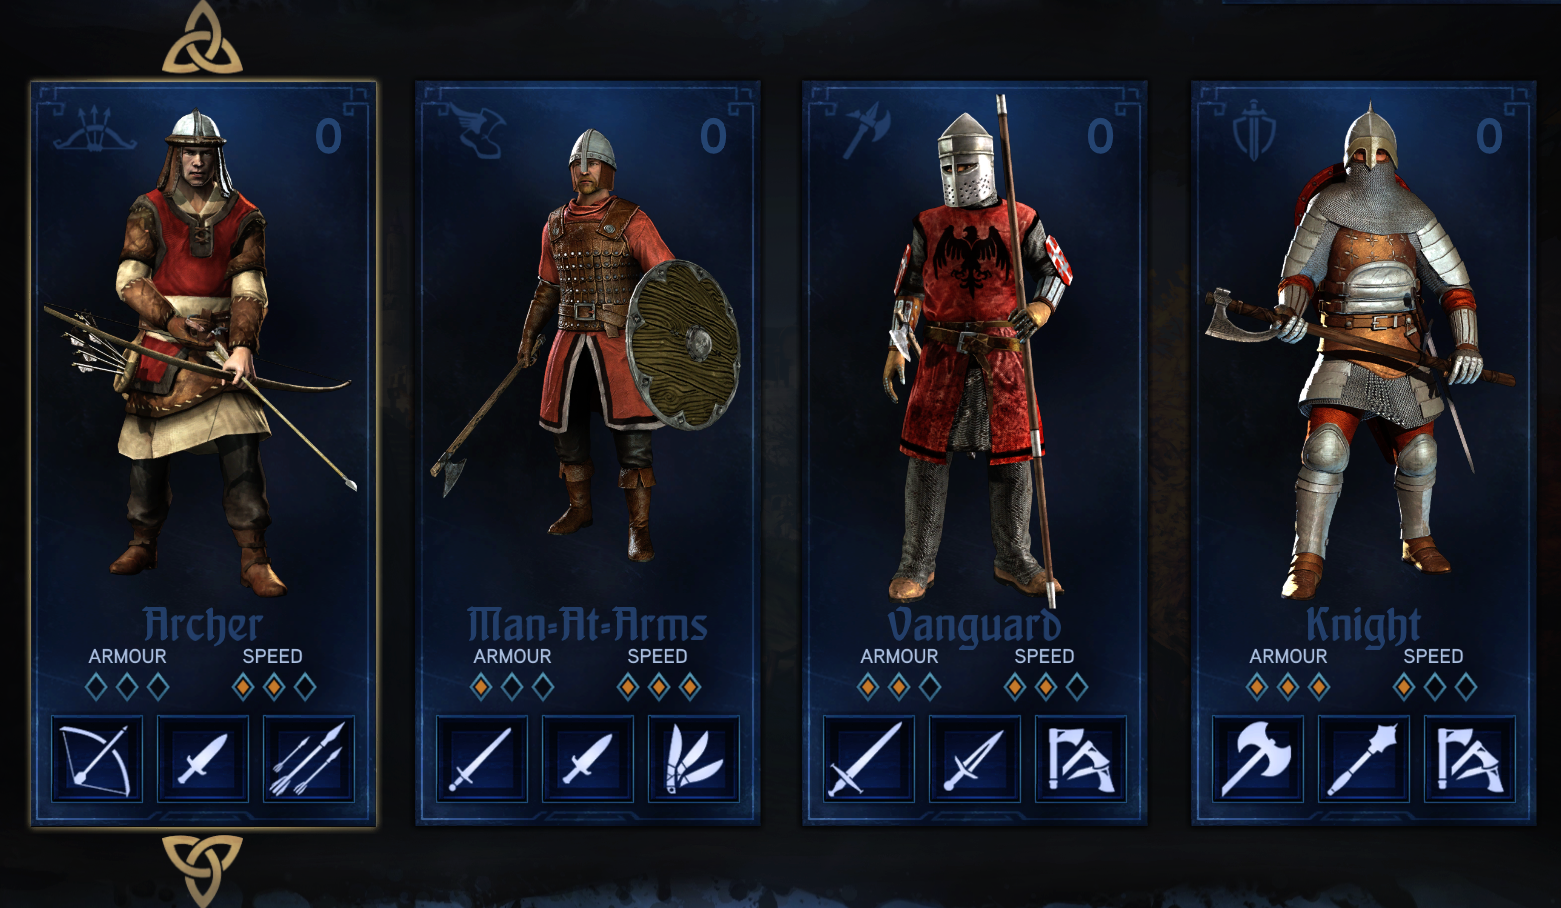 0
0
0
0
Archer
Man-At-Arms
Vanguard
Knight
ARMOUR SPEED
ARMOUR SPEED
ARMOUR SPEED
ARMOUR SPEED